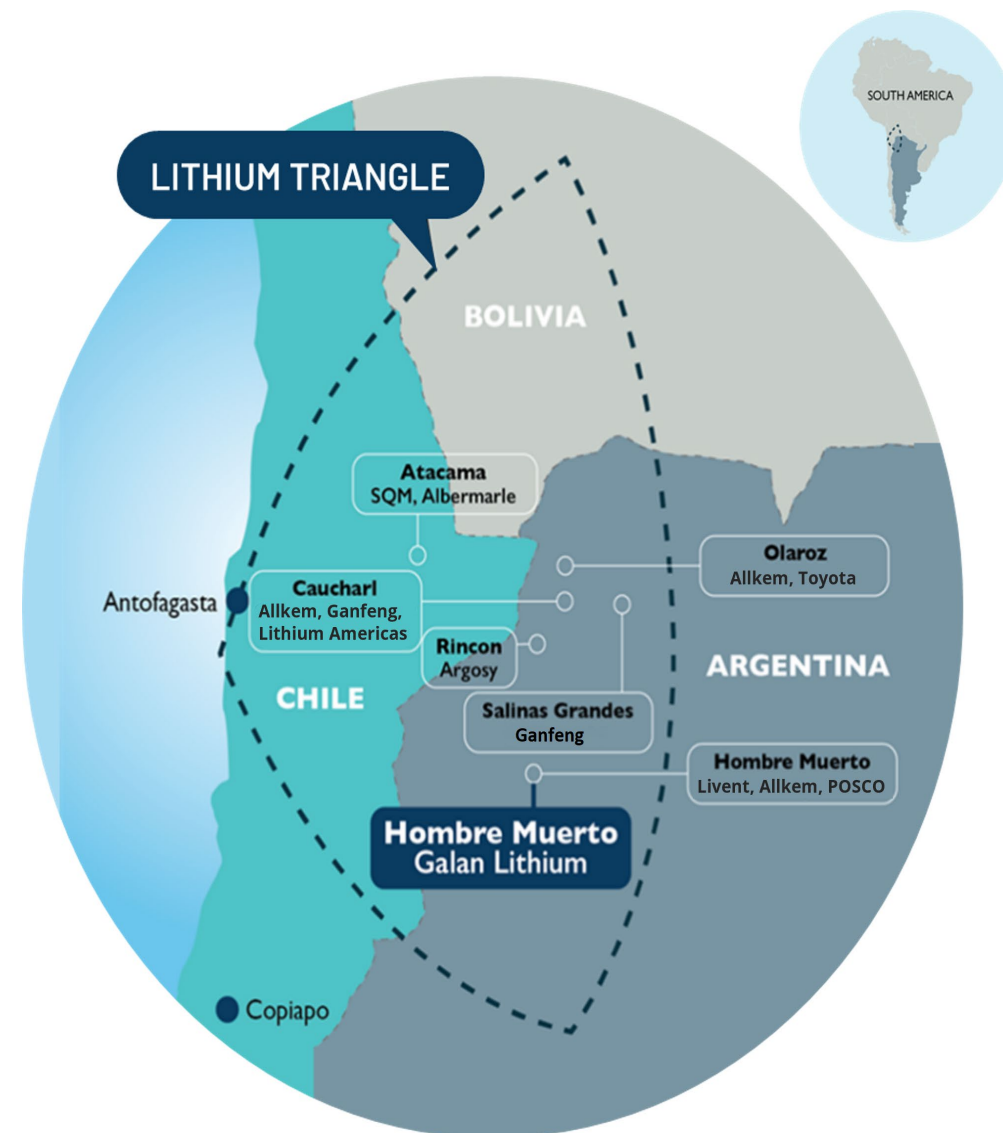 SOUTH AMERICA
LITHIUM TRIANGLE
BOLIVIA
Atacama
SQM, Albermarle
Olaroz
Allkem, Toyota
Antofagasta
Caucharl
Allkem, Ganfeng,
Lithium Americas
Rincon
Argosy
ARGENTINA
CHILE
Salinas Grandes
Ganfeng
Hombre Muerto
Livent, Allkem, POSCO
Hombre Muerto
Galan Lithium
Copiapo